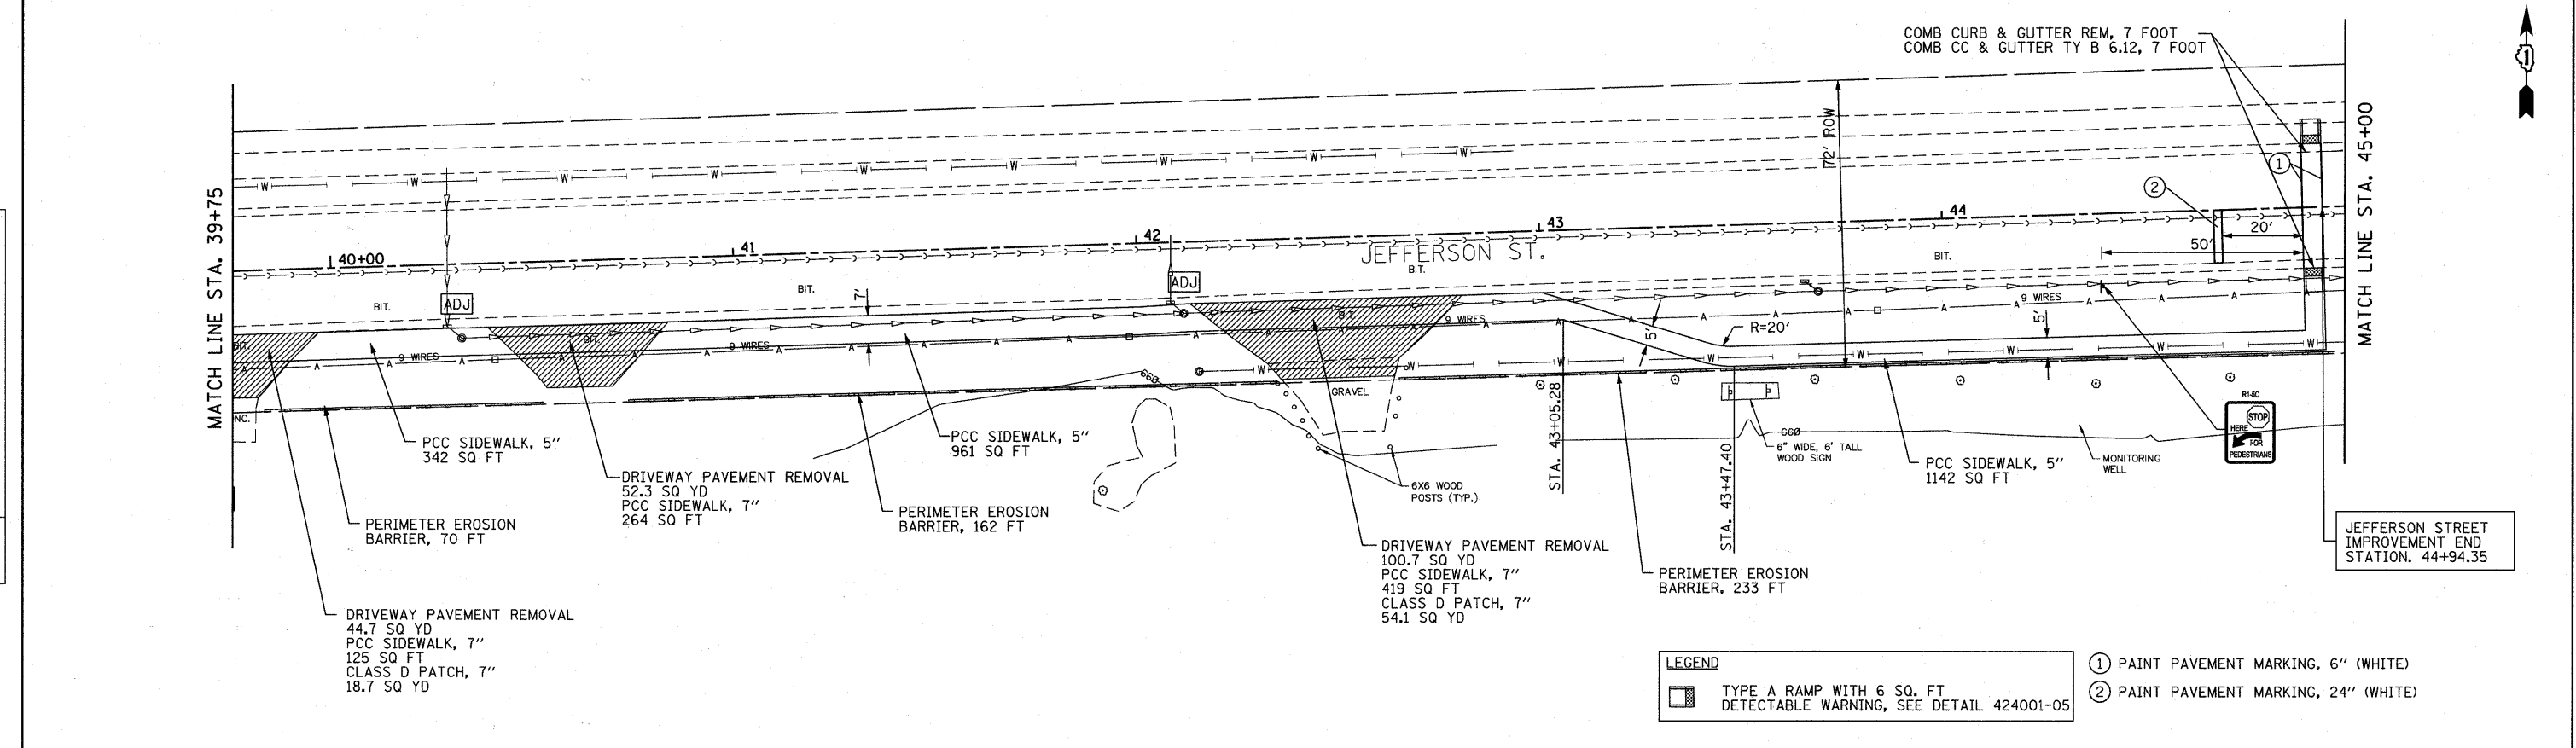 COMB CURB & GUTTER REM, 7 FOOT
COMB CC & GUTTER TY B 6.12, 7 FOOT
1
MATCH LINE STA. 39+75
MATCH LINE STA. 45+00
72' ROW
W W W W W W W W W
1
2
40+00
41
42
43
44
JEFFERSON ST.
BIT.
BIT.
BIT.
BIT.
20'
50'
ADJ
ADJ
7'
BIT.
BIT.
BIT.
9 WIRES
9 WIRES
9 WIRES
9 WIRES
5'
5'
R=20'
660
660
GRAVEL
NC.
STA. 43+05.28
STA. 43+47.40
6" WIDE, 6' TALL
WOOD SIGN
6X6 WOOD
POSTS (TYP.)
MONITORING
WELL
R1-5C
STOP
HERE
FOR
PEDESTRIANS
PCC SIDEWALK, 5"
342 SQ FT
PCC SIDEWALK, 5"
961 SQ FT
PCC SIDEWALK, 5"
1142 SQ FT
DRIVEWAY PAVEMENT REMOVAL
52.3 SQ YD
PCC SIDEWALK, 7"
264 SQ FT
PERIMETER EROSION
BARRIER, 70 FT
PERIMETER EROSION
BARRIER, 162 FT
PERIMETER EROSION
BARRIER, 233 FT
DRIVEWAY PAVEMENT REMOVAL
100.7 SQ YD
PCC SIDEWALK, 7"
419 SQ FT
CLASS D PATCH, 7"
54.1 SQ YD
DRIVEWAY PAVEMENT REMOVAL
44.7 SQ YD
PCC SIDEWALK, 7"
125 SQ FT
CLASS D PATCH, 7"
18.7 SQ YD
JEFFERSON STREET
IMPROVEMENT END
STATION. 44+94.35
LEGEND
TYPE A RAMP WITH 6 SQ. FT
DETECTABLE WARNING, SEE DETAIL 424001-05
1 PAINT PAVEMENT MARKING, 6" (WHITE)
2 PAINT PAVEMENT MARKING, 24" (WHITE)